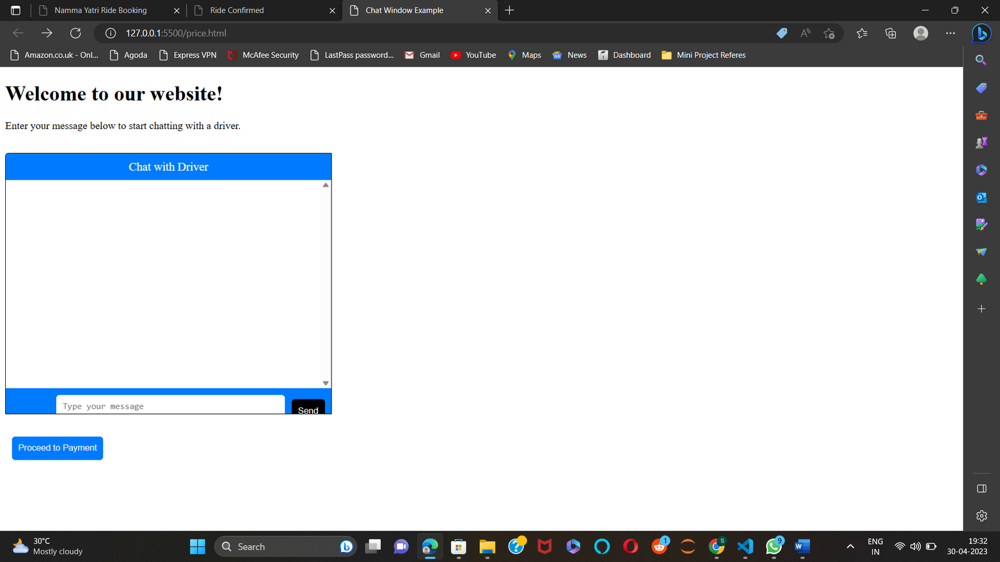 Namma Yatri Ride Booking
Ride Confirmed
Chat Window Example
127.0.0.1:5500/price.html
Amazon.co.uk - Onl...
Agoda
Express VPN
McAfee Security
LastPass password...
Gmail
YouTube
Maps
News
Dashboard
Mini Project Referes
Welcome to our website!
Enter your message below to start chatting with a driver.
Chat with Driver
Type your message
Send
Proceed to Payment
30°C
Mostly cloudy
Search
1
S
9
ENG
IN
19:32
30-04-2023